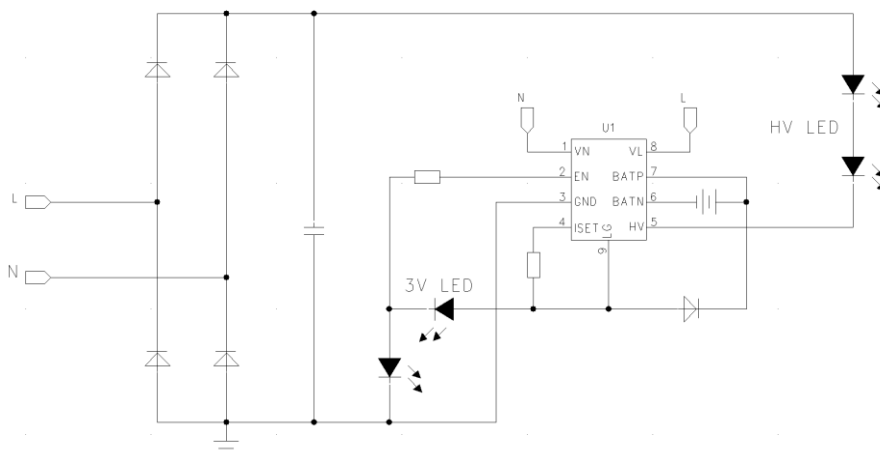 N
L
U1
HV LED
1 VN VL 8
2 EN BATP 7
3 GND BATN 6
4 ISET LG HV 5
9
L
N
3V LED